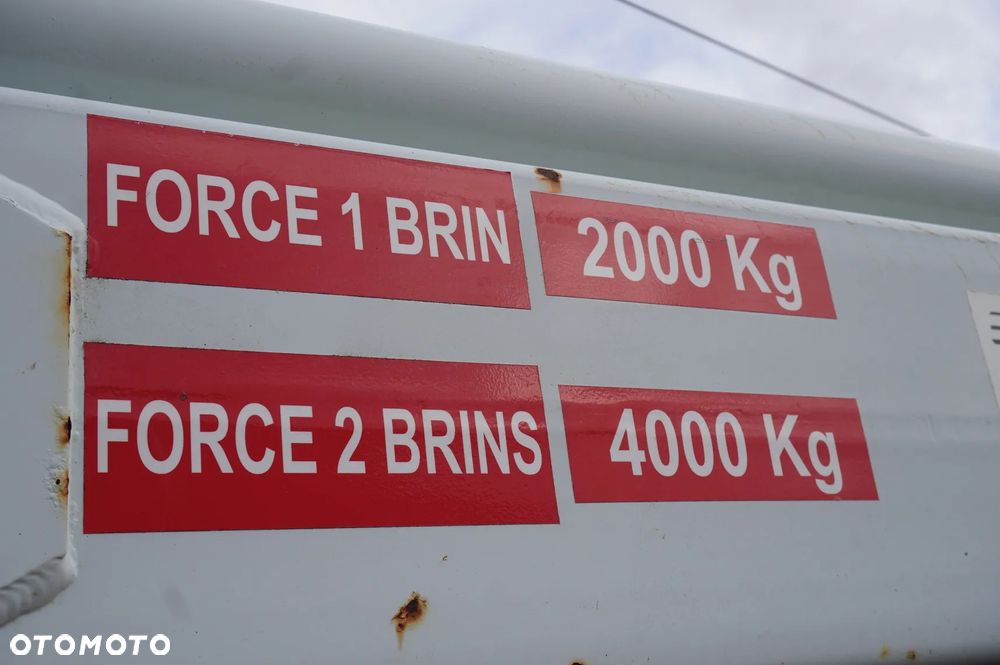 FORCE 1 BRIN 2000 Kg
FORCE 2 BRINS 4000 Kg
OTOMOTO